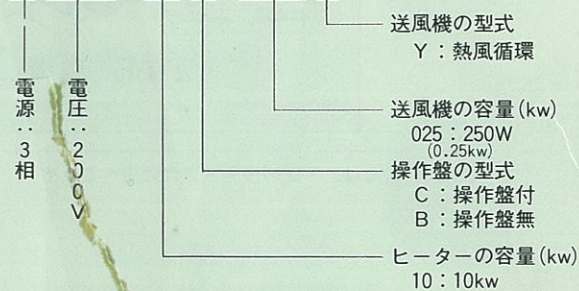 送風機の型式
Y：熱風循環
送風機の容量(kw)
025：250W
(0.25kw)
操作盤の型式
C：操作盤付
B：操作盤無
ヒーターの容量(kw)
10：10kw
電圧：200V
電源：3相